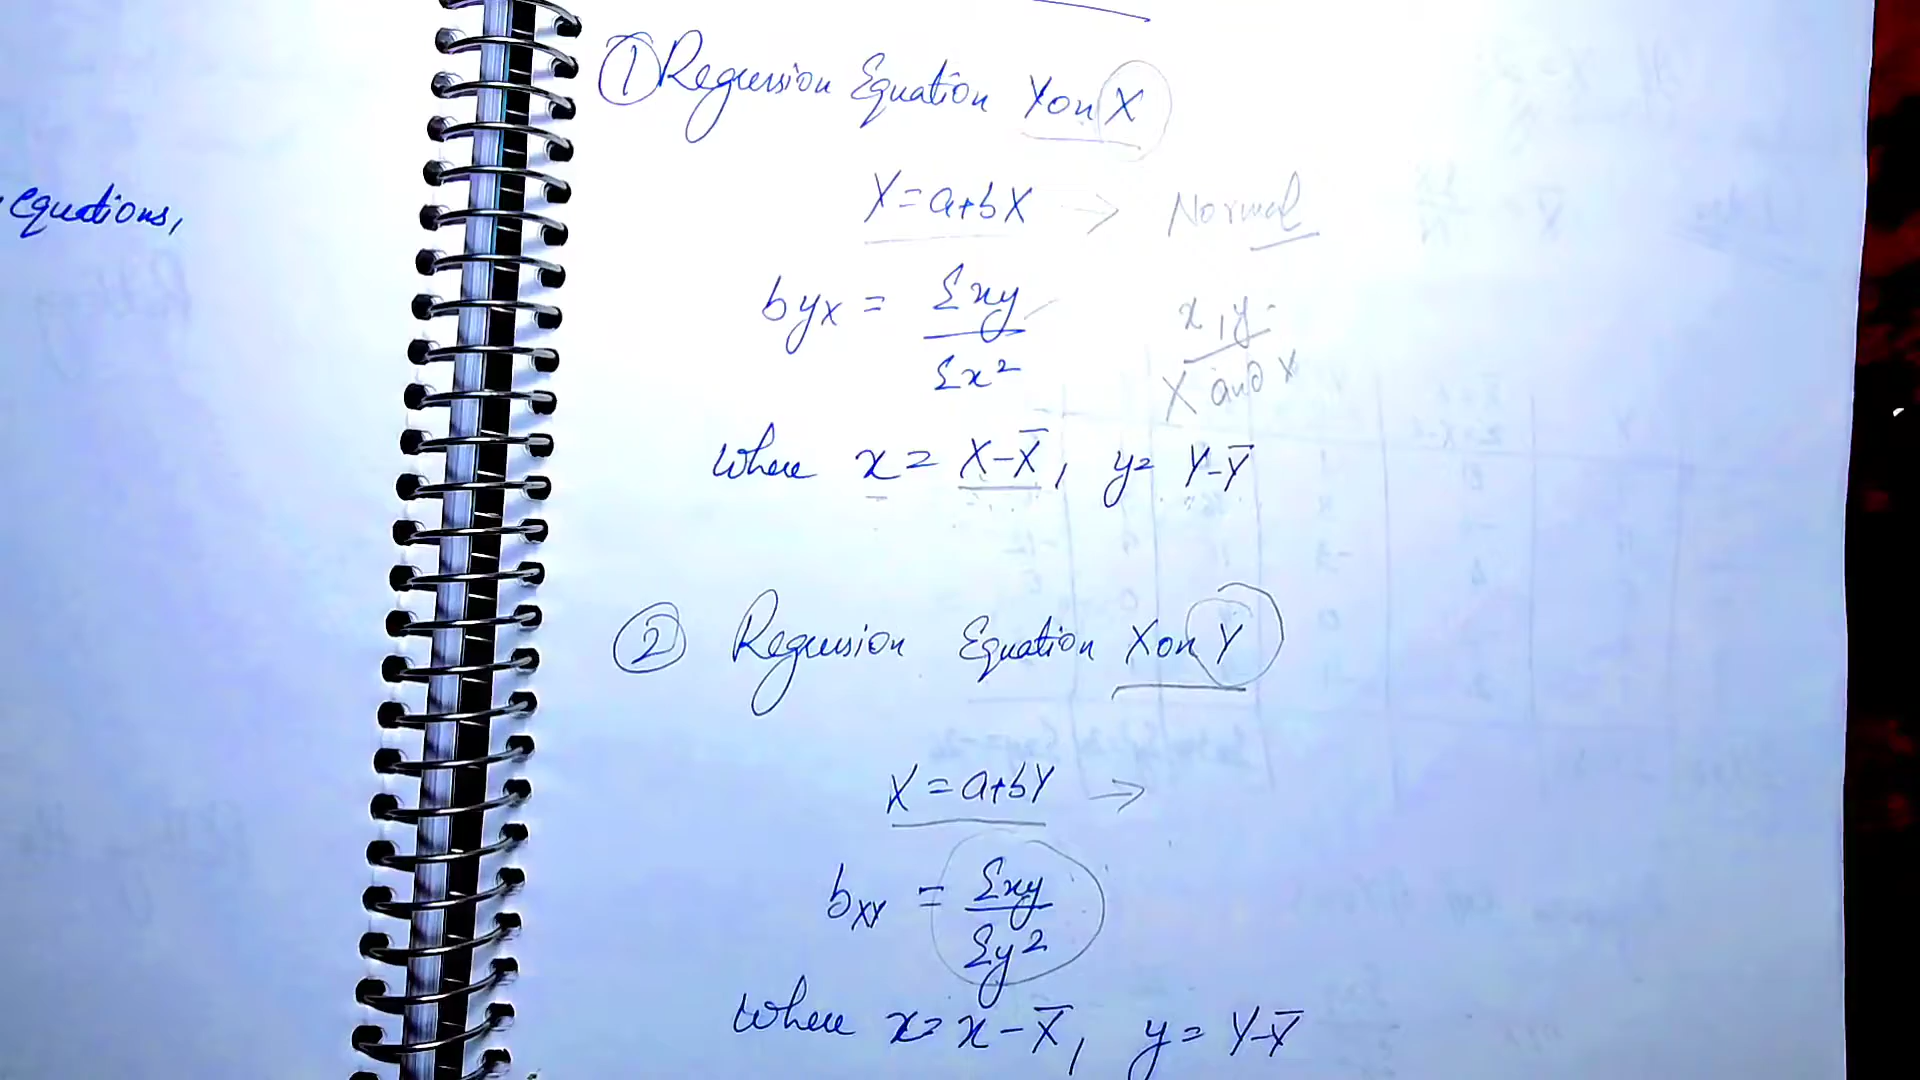 equations,
① Regression Equation Y on X
Y = a+bX → Normal
byx = Σxy / Σx²
x, y
X and Y
where x = X-X̅, y = Y-Y̅
② Regression Equation X on Y
X = a+bY →
bxy = Σxy / Σy²
where x = x-X̅, y = Y-Y̅